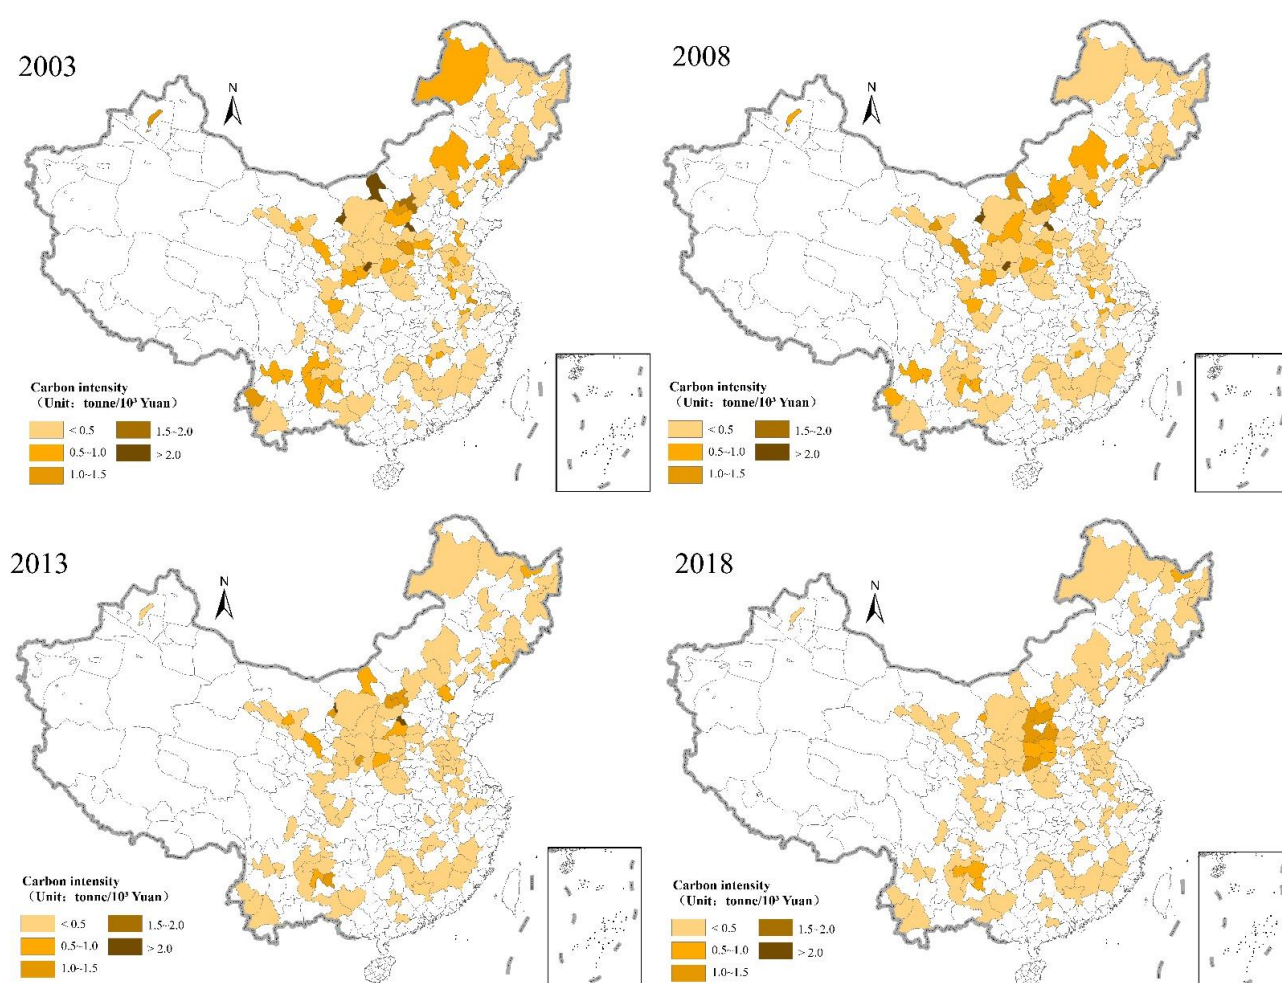 2003
N
Carbon intensity
（Unit：tonne/10³ Yuan）
< 0.5
1.5~2.0
0.5~1.0
> 2.0
1.0~1.5
2008
N
Carbon intensity
（Unit：tonne/10³ Yuan）
< 0.5
1.5~2.0
0.5~1.0
> 2.0
1.0~1.5
2013
N
Carbon intensity
（Unit：tonne/10³ Yuan）
< 0.5
1.5~2.0
0.5~1.0
> 2.0
1.0~1.5
2018
N
Carbon intensity
（Unit：tonne/10³ Yuan）
< 0.5
1.5~2.0
0.5~1.0
> 2.0
1.0~1.5